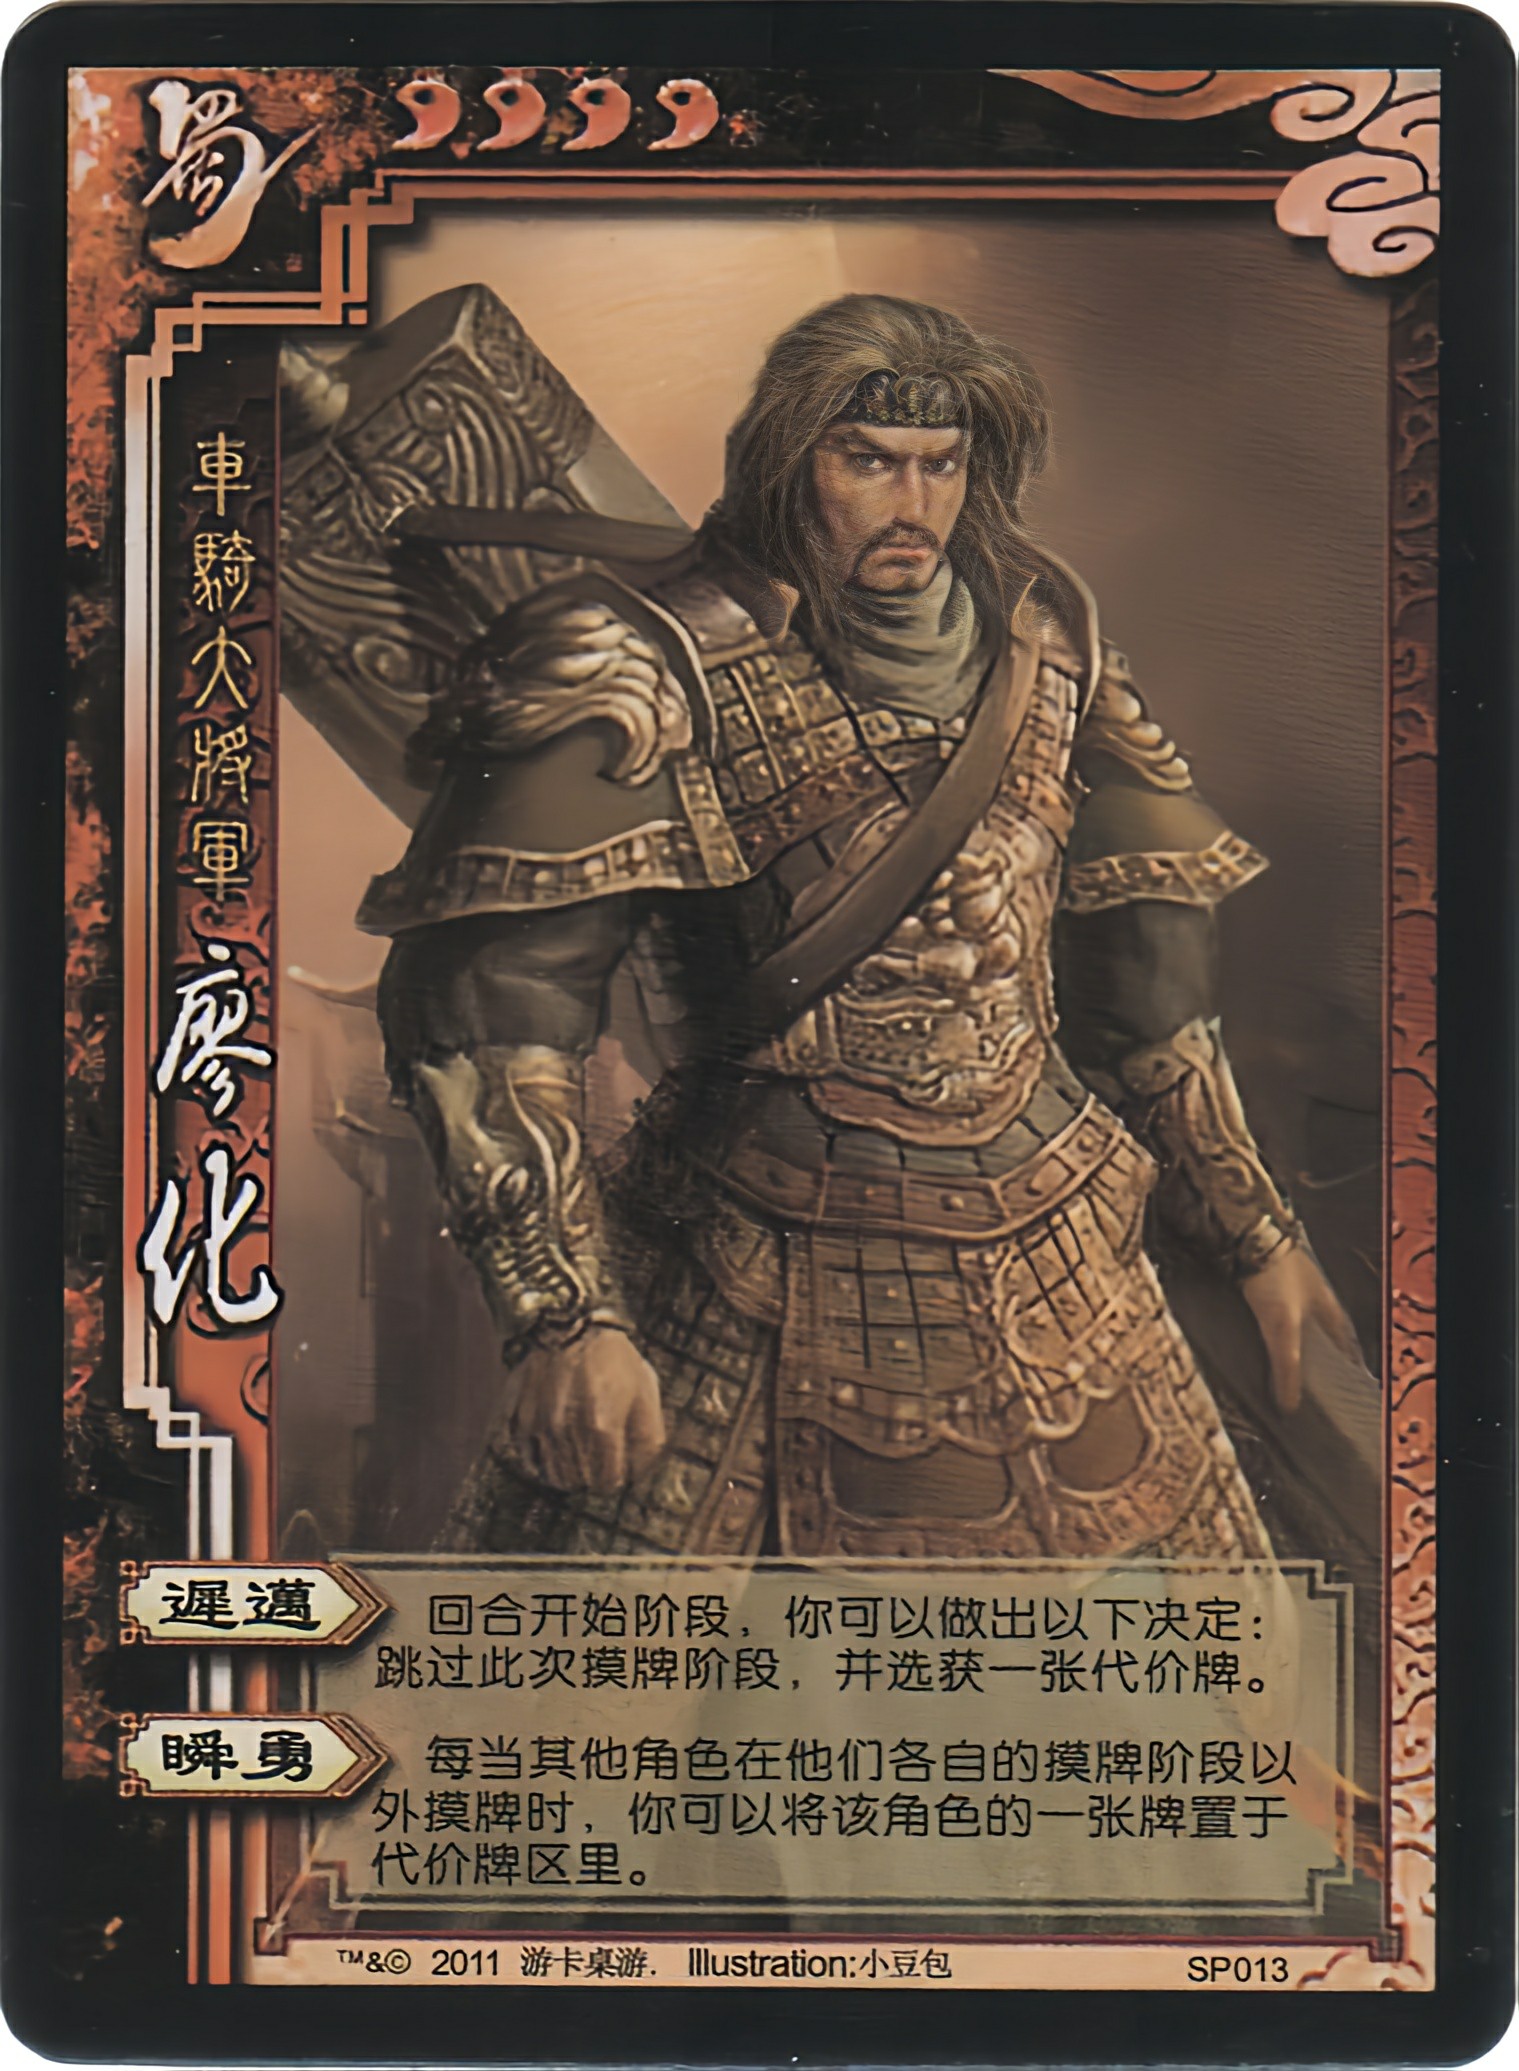 蜀
車騎大将軍
廖化
遲邁
回合开始阶段，你可以做出以下决定：
跳过此次摸牌阶段，并选获一张代价牌。
瞬勇
每当其他角色在他们各自的摸牌阶段以
外摸牌时，你可以将该角色的一张牌置于
代价牌区里。
™&© 2011 游卡桌游. Illustration:小豆包
SP013